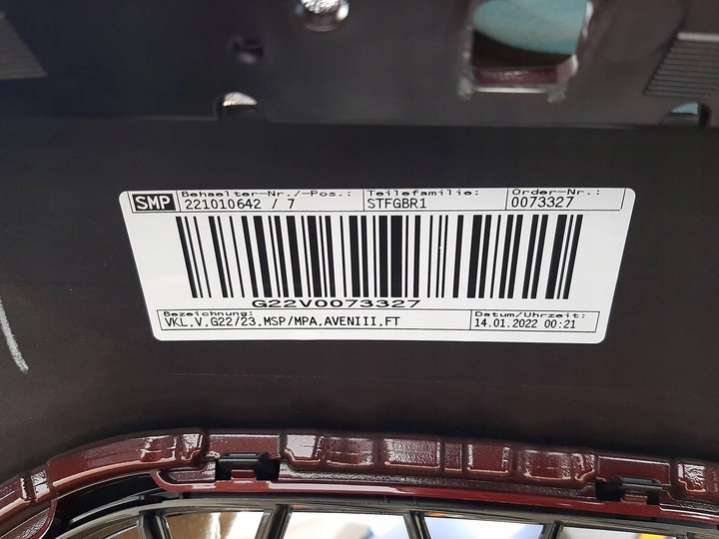 SMP
Behaelter-Nr./-Pos.: Teilefamilie: Order-Nr.:
221010642 / 7 STFGBR1 0073327
G22V0073327
Bezeichnung: Datum/Uhrzeit:
VKL.V.G22/23.MSP/MPA.AVENIII.FT 14.01.2022 00:21